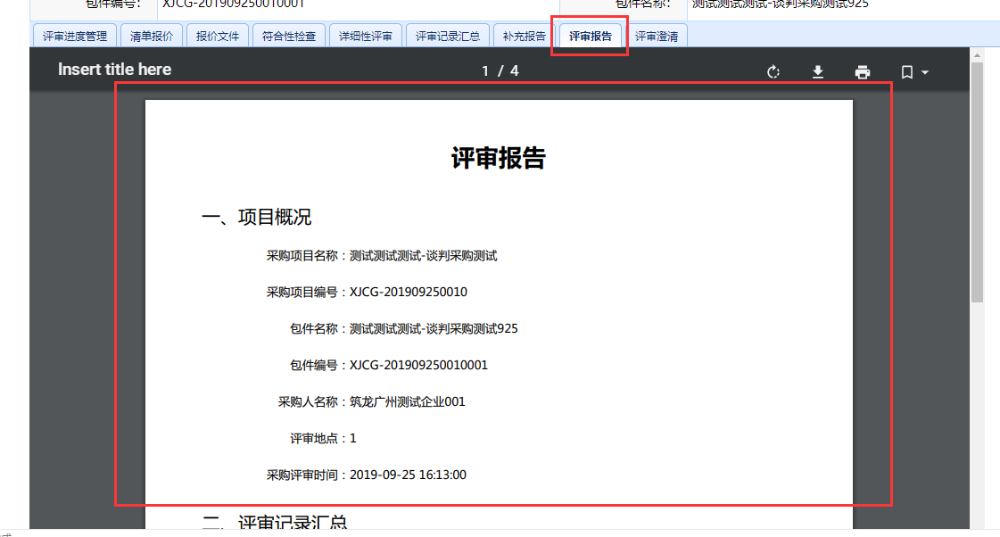 包件编号： XJCG-201909250010001 包件名称： 测试测试测试-谈判采购测试925
评审进度管理 清单报价 报价文件 符合性检查 详细性评审 评审记录汇总 补充报告 评审报告 评审澄清
Insert title here 1 / 4
评审报告
一、项目概况
采购项目名称：测试测试测试-谈判采购测试
采购项目编号：XJCG-201909250010
包件名称：测试测试测试-谈判采购测试925
包件编号：XJCG-201909250010001
采购人名称：筑龙广州测试企业001
评审地点：1
采购评审时间：2019-09-25 16:13:00
二、评审记录汇总